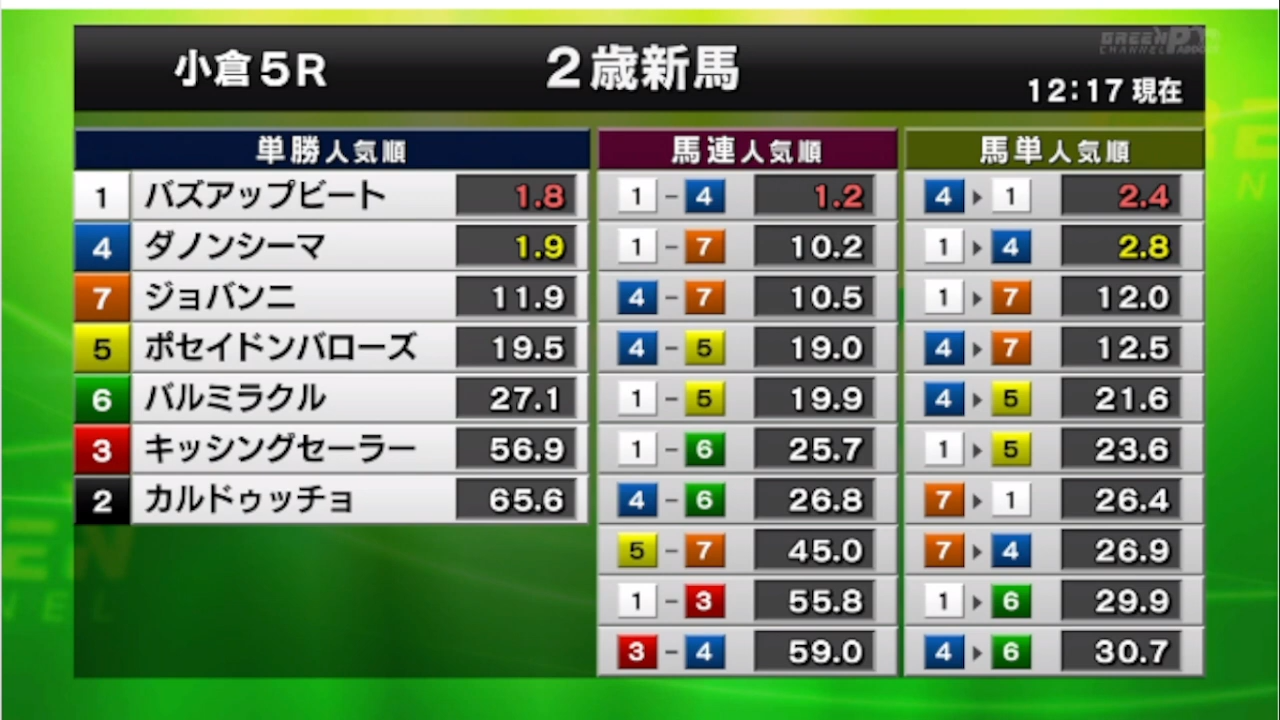 小倉5R
2歳新馬
GREEN CHANNEL
12:17 現在
単勝人気順
1 バズアップビート 1.8
4 ダノンシーマ 1.9
7 ジョバンニ 11.9
5 ポセイドンバローズ 19.5
6 バルミラクル 27.1
3 キッシングセーラー 56.9
2 カルドゥッチョ 65.6
馬連人気順
1-4 1.2
1-7 10.2
4-7 10.5
4-5 19.0
1-5 19.9
1-6 25.7
4-6 26.8
5-7 45.0
1-3 55.8
3-4 59.0
馬単人気順
4▸1 2.4
1▸4 2.8
1▸7 12.0
4▸7 12.5
4▸5 21.6
1▸5 23.6
7▸1 26.4
7▸4 26.9
1▸6 29.9
4▸6 30.7